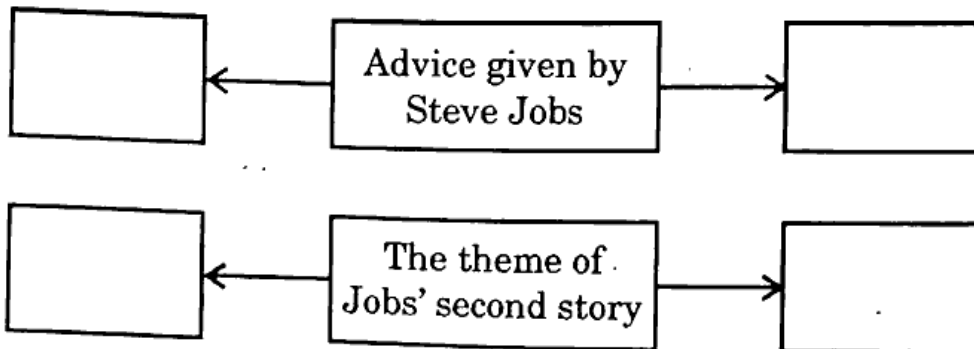 Advice given by
Steve Jobs
The theme of
Jobs' second story